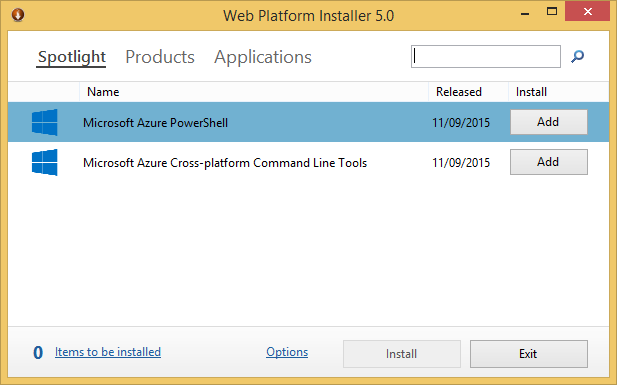 Web Platform Installer 5.0
Spotlight Products Applications
Name Released Install
Microsoft Azure PowerShell 11/09/2015 Add
Microsoft Azure Cross-platform Command Line Tools 11/09/2015 Add
0 Items to be installed Options Install Exit